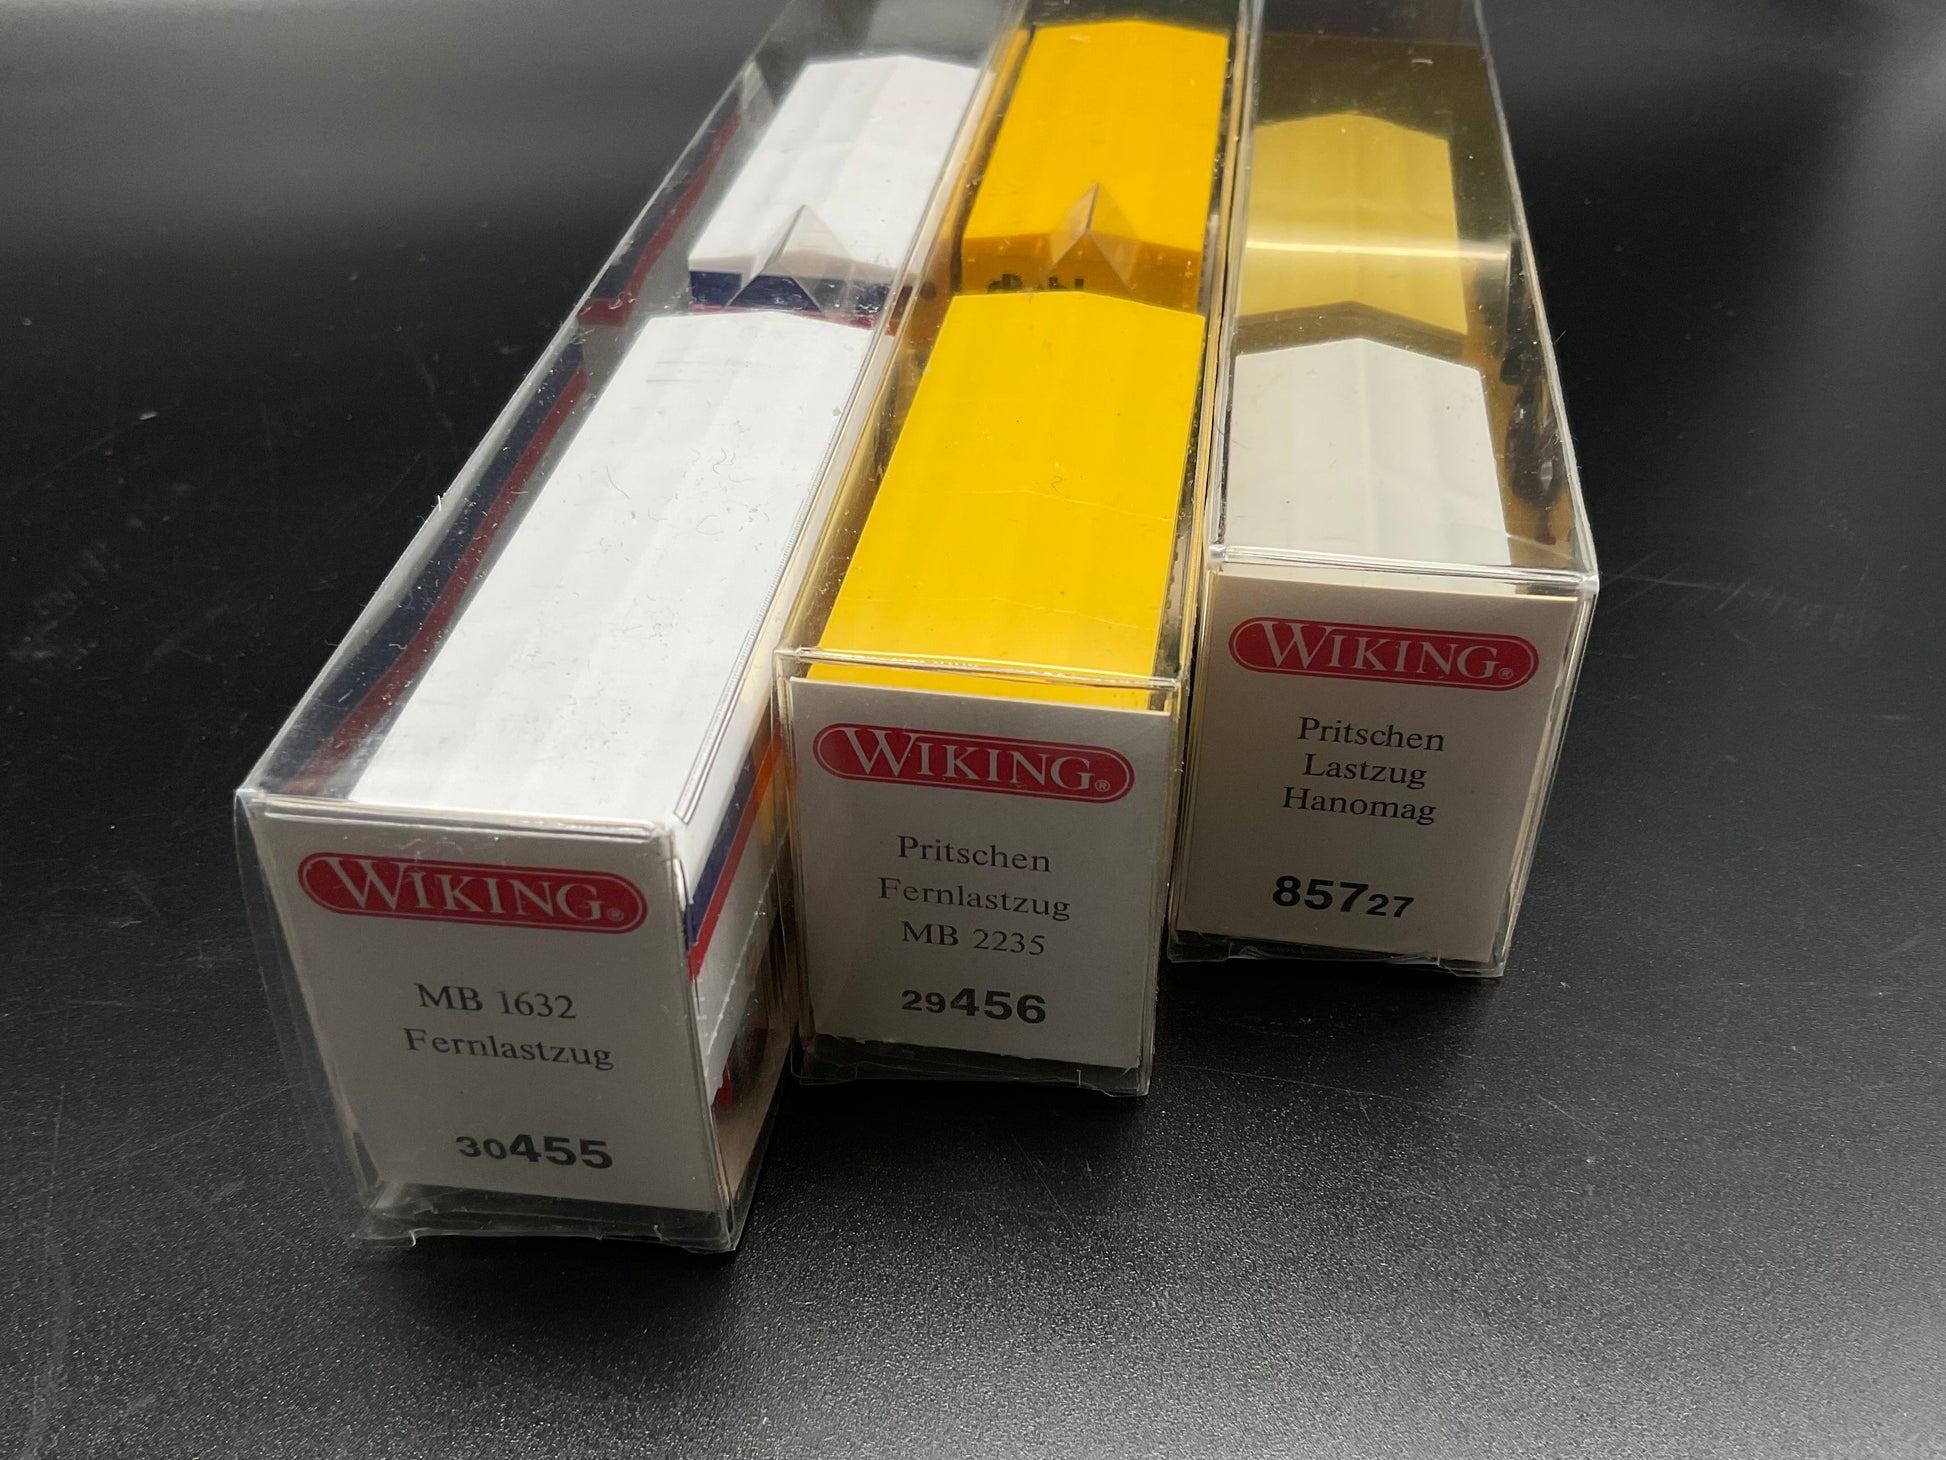 WIKING®
MB 1632
Fernlastzug
30455
WIKING®
Pritschen
Fernlastzug
MB 2235
29456
WIKING®
Pritschen
Lastzug
Hanomag
85727